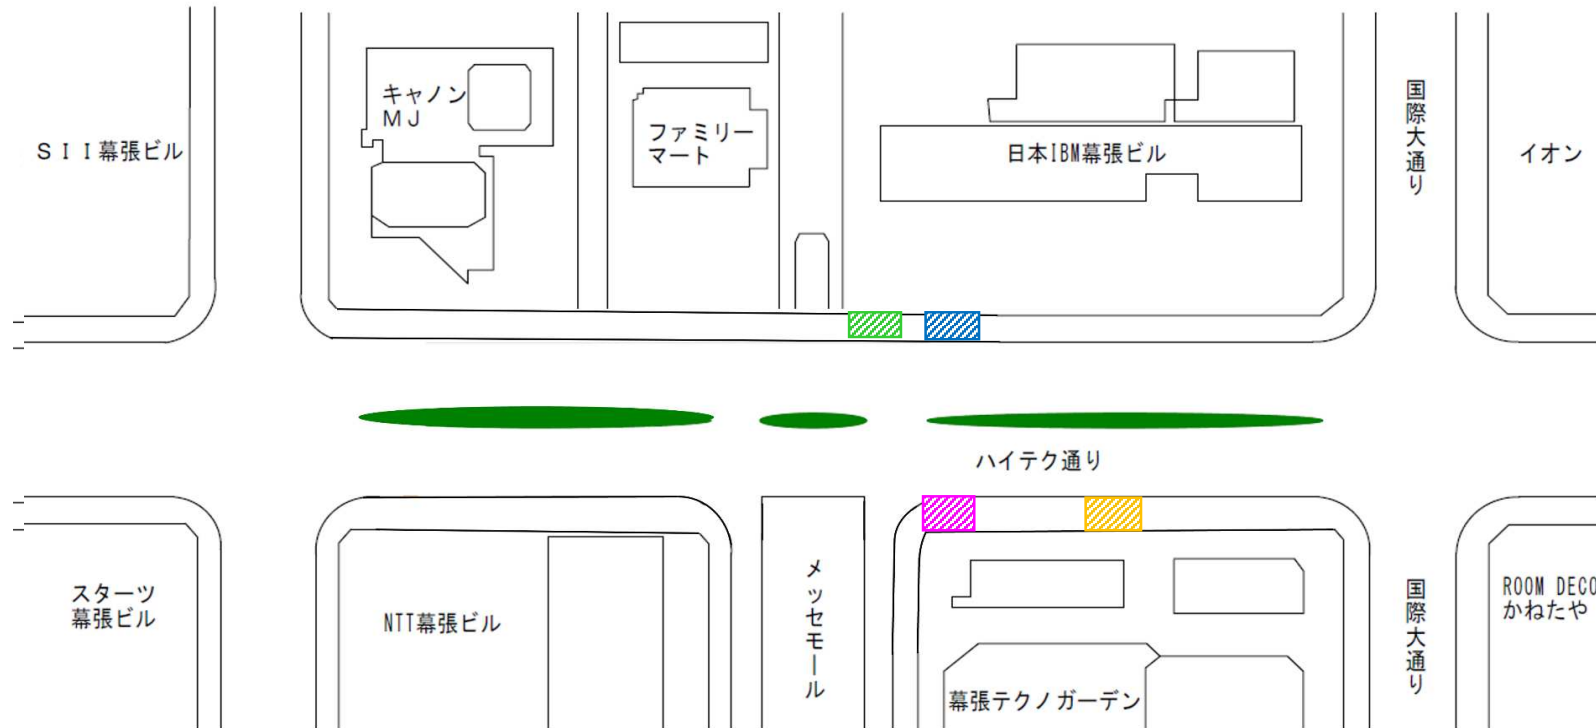 キャノン
MJ
ファミリー
マート
国際大通り
SII幕張ビル
日本IBM幕張ビル
イオン
ハイテク通り
スターツ
幕張ビル
NTT幕張ビル
メッセモール
国際大通り
ROOM DECO
かねたや
幕張テクノガーデン